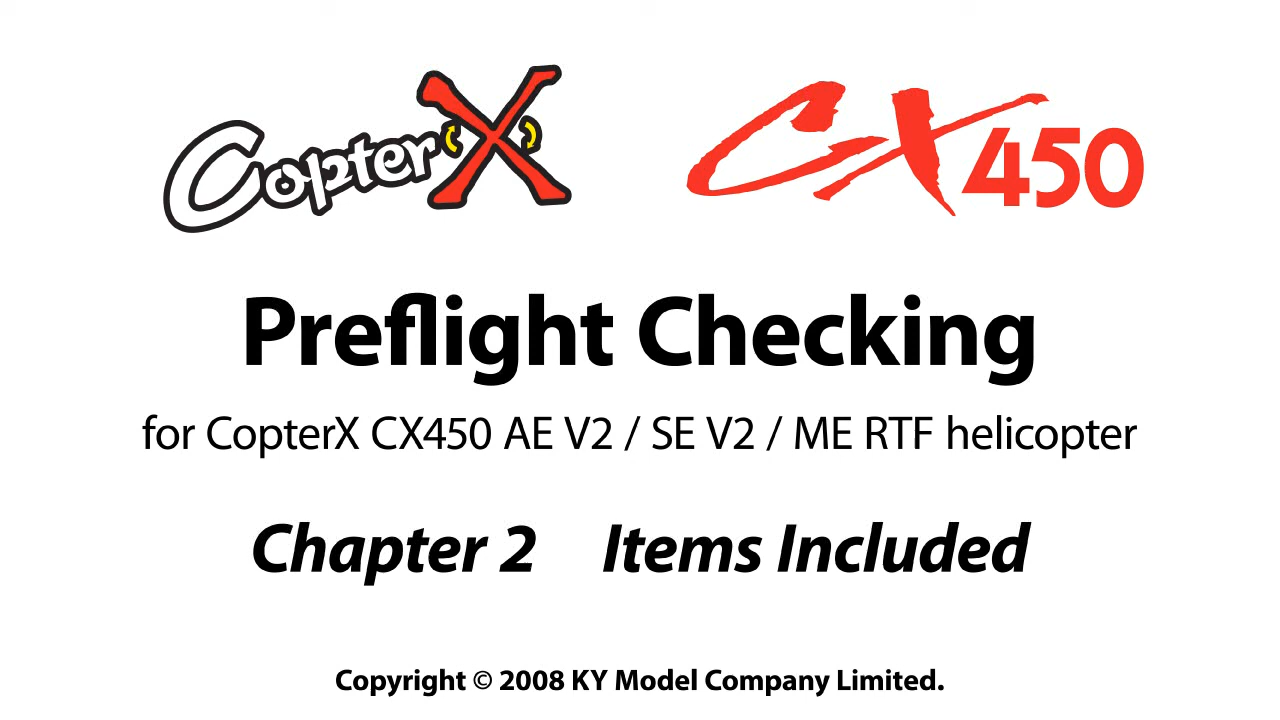 CopterX CX450
Preflight Checking
for CopterX CX450 AE V2 / SE V2 / ME RTF helicopter
Chapter 2 Items Included
Copyright © 2008 KY Model Company Limited.